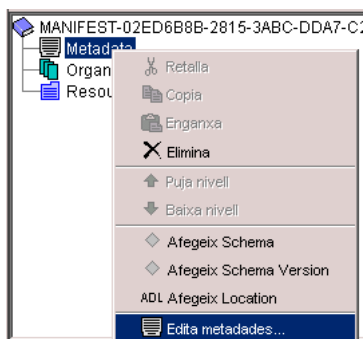 MANIFEST-02ED6B8B-2815-3ABC-DDA7-C2
Metadata
Organ
Resou
Retalla
Copia
Enganxa
Elimina
Puja nivell
Baixa nivell
Afegeix Schema
Afegeix Schema Version
ADL Afegeix Location
Edita metadades...